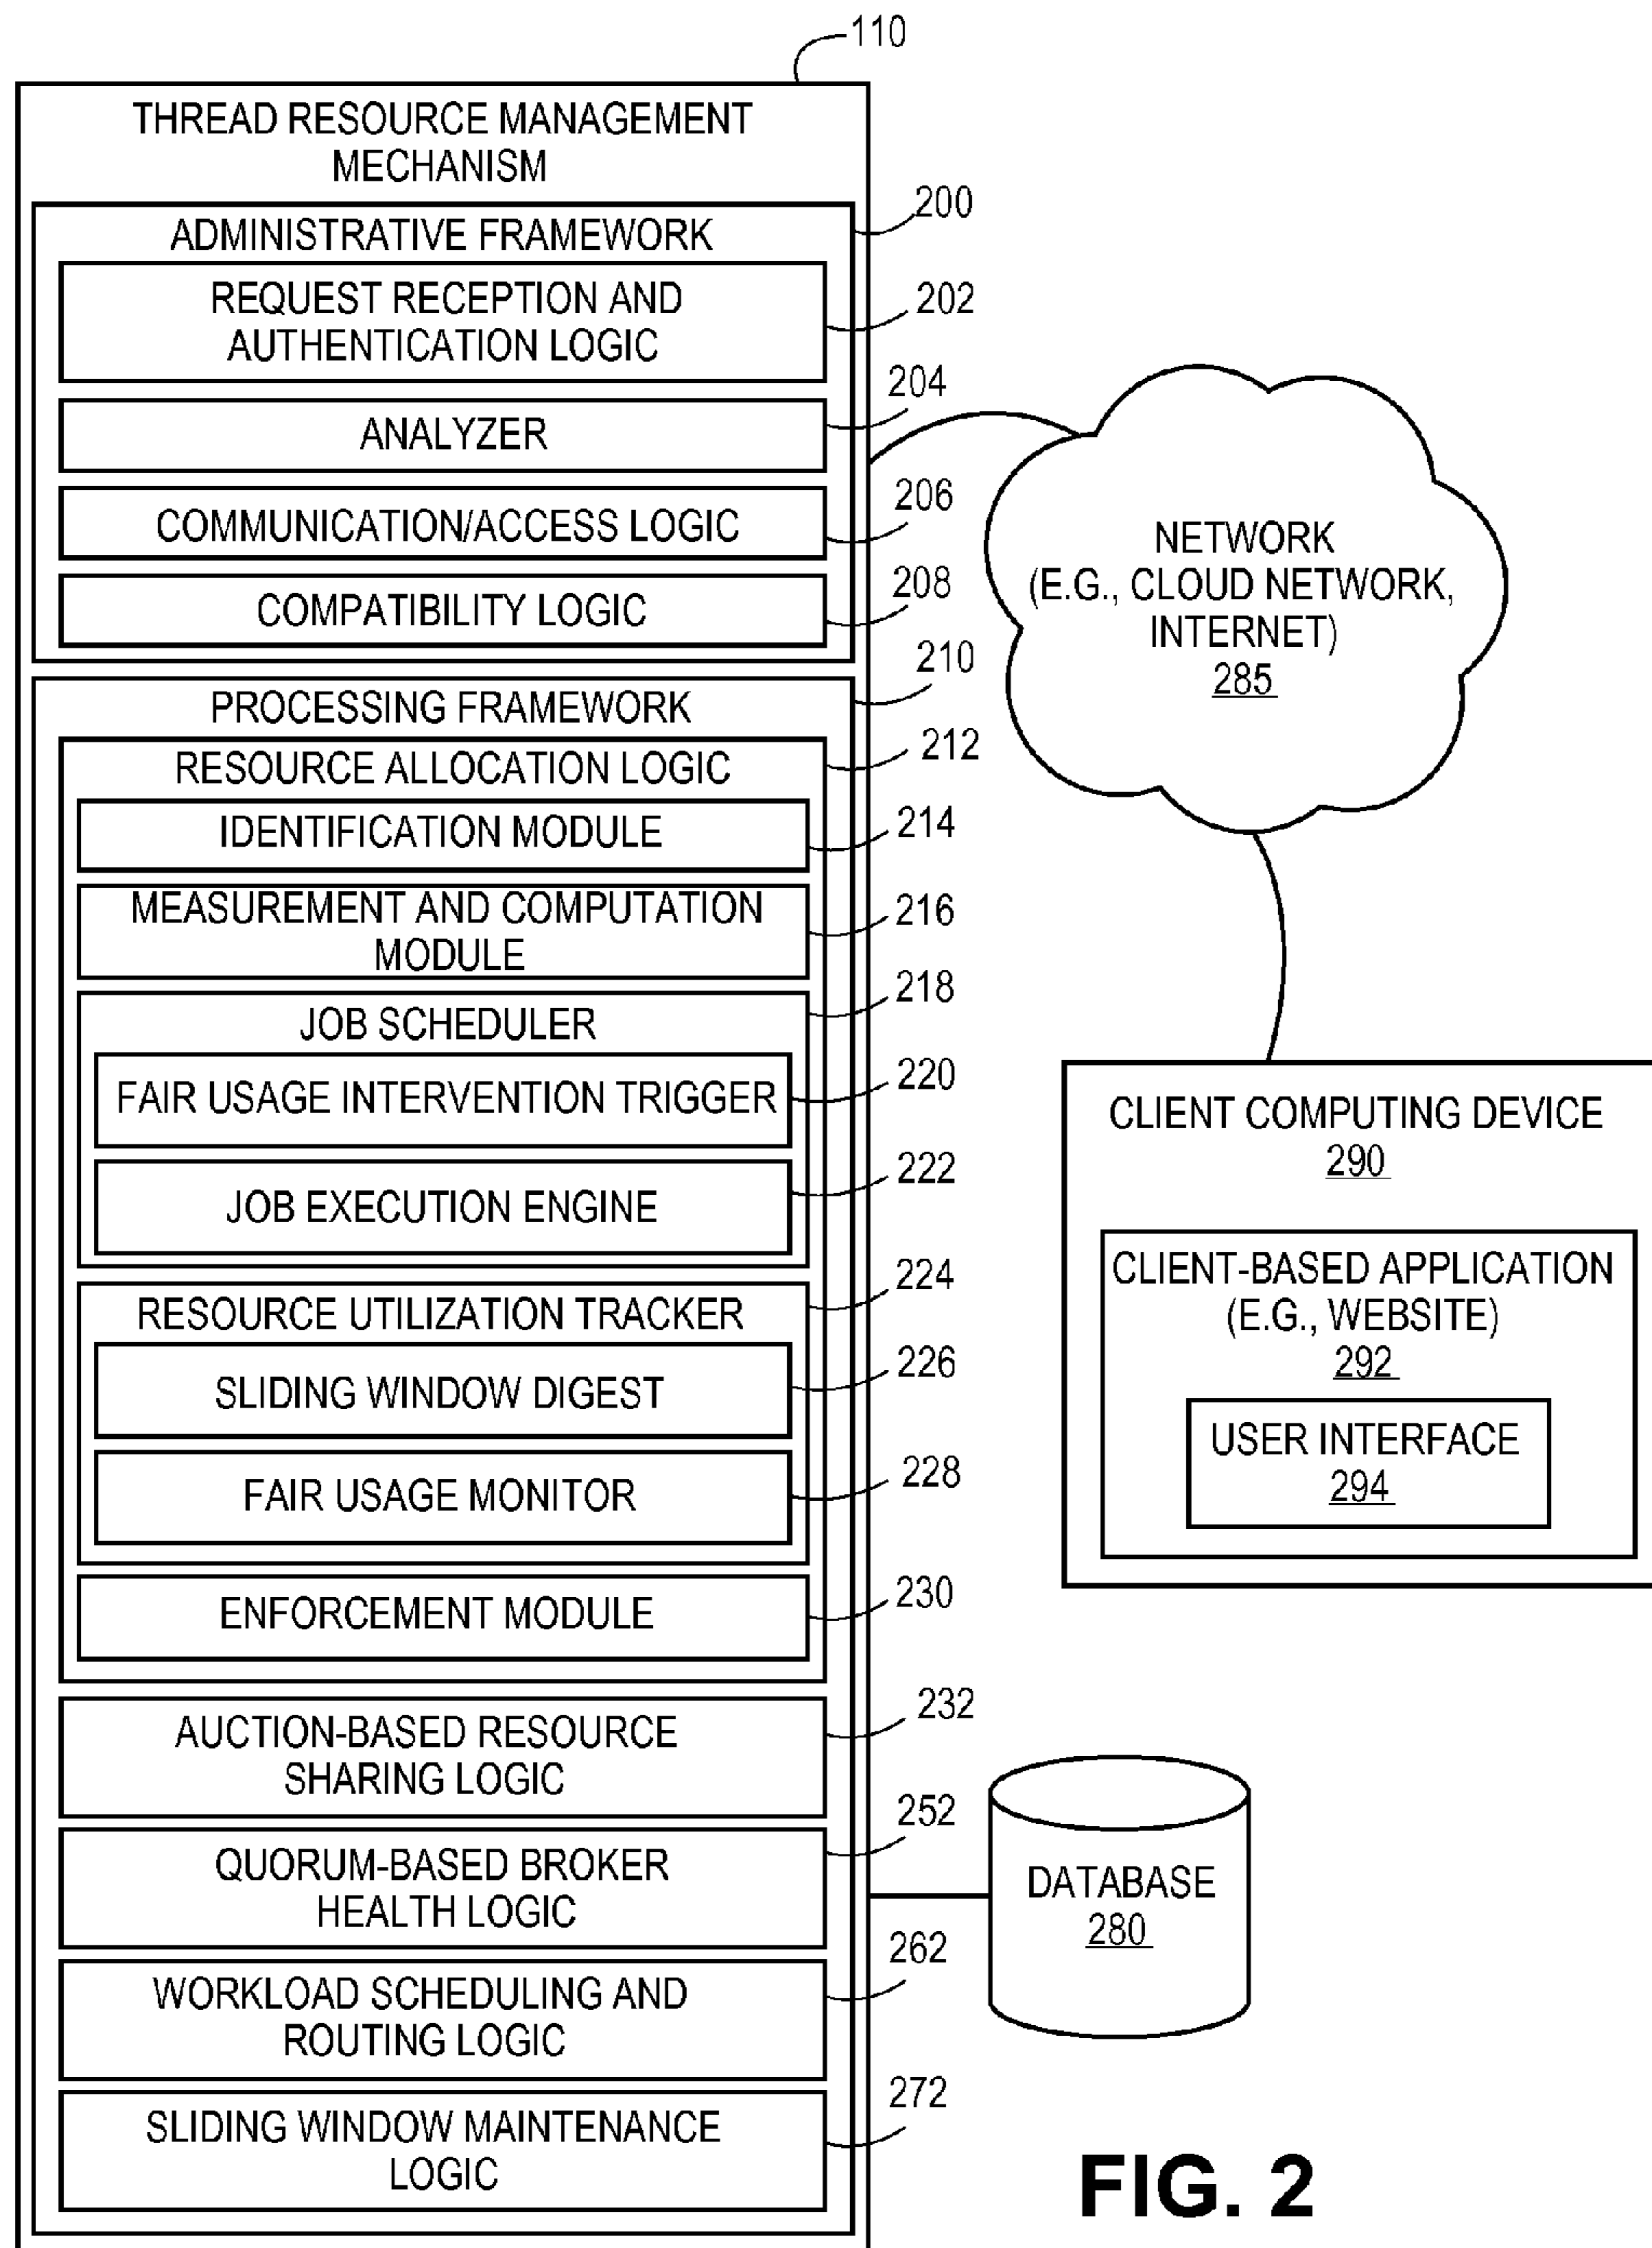 110
THREAD RESOURCE MANAGEMENT
MECHANISM
200
ADMINISTRATIVE FRAMEWORK
202
REQUEST RECEPTION AND
AUTHENTICATION LOGIC
204
ANALYZER
206
COMMUNICATION/ACCESS LOGIC
208
COMPATIBILITY LOGIC
210
PROCESSING FRAMEWORK
212
RESOURCE ALLOCATION LOGIC
214
IDENTIFICATION MODULE
216
MEASUREMENT AND COMPUTATION
MODULE
218
JOB SCHEDULER
220
FAIR USAGE INTERVENTION TRIGGER
222
JOB EXECUTION ENGINE
224
RESOURCE UTILIZATION TRACKER
226
SLIDING WINDOW DIGEST
228
FAIR USAGE MONITOR
230
ENFORCEMENT MODULE
232
AUCTION-BASED RESOURCE
SHARING LOGIC
252
QUORUM-BASED BROKER
HEALTH LOGIC
262
WORKLOAD SCHEDULING AND
ROUTING LOGIC
272
SLIDING WINDOW MAINTENANCE
LOGIC
NETWORK
(E.G., CLOUD NETWORK,
INTERNET)
285
CLIENT COMPUTING DEVICE
290
CLIENT-BASED APPLICATION
(E.G., WEBSITE)
292
USER INTERFACE
294
DATABASE
280
FIG. 2